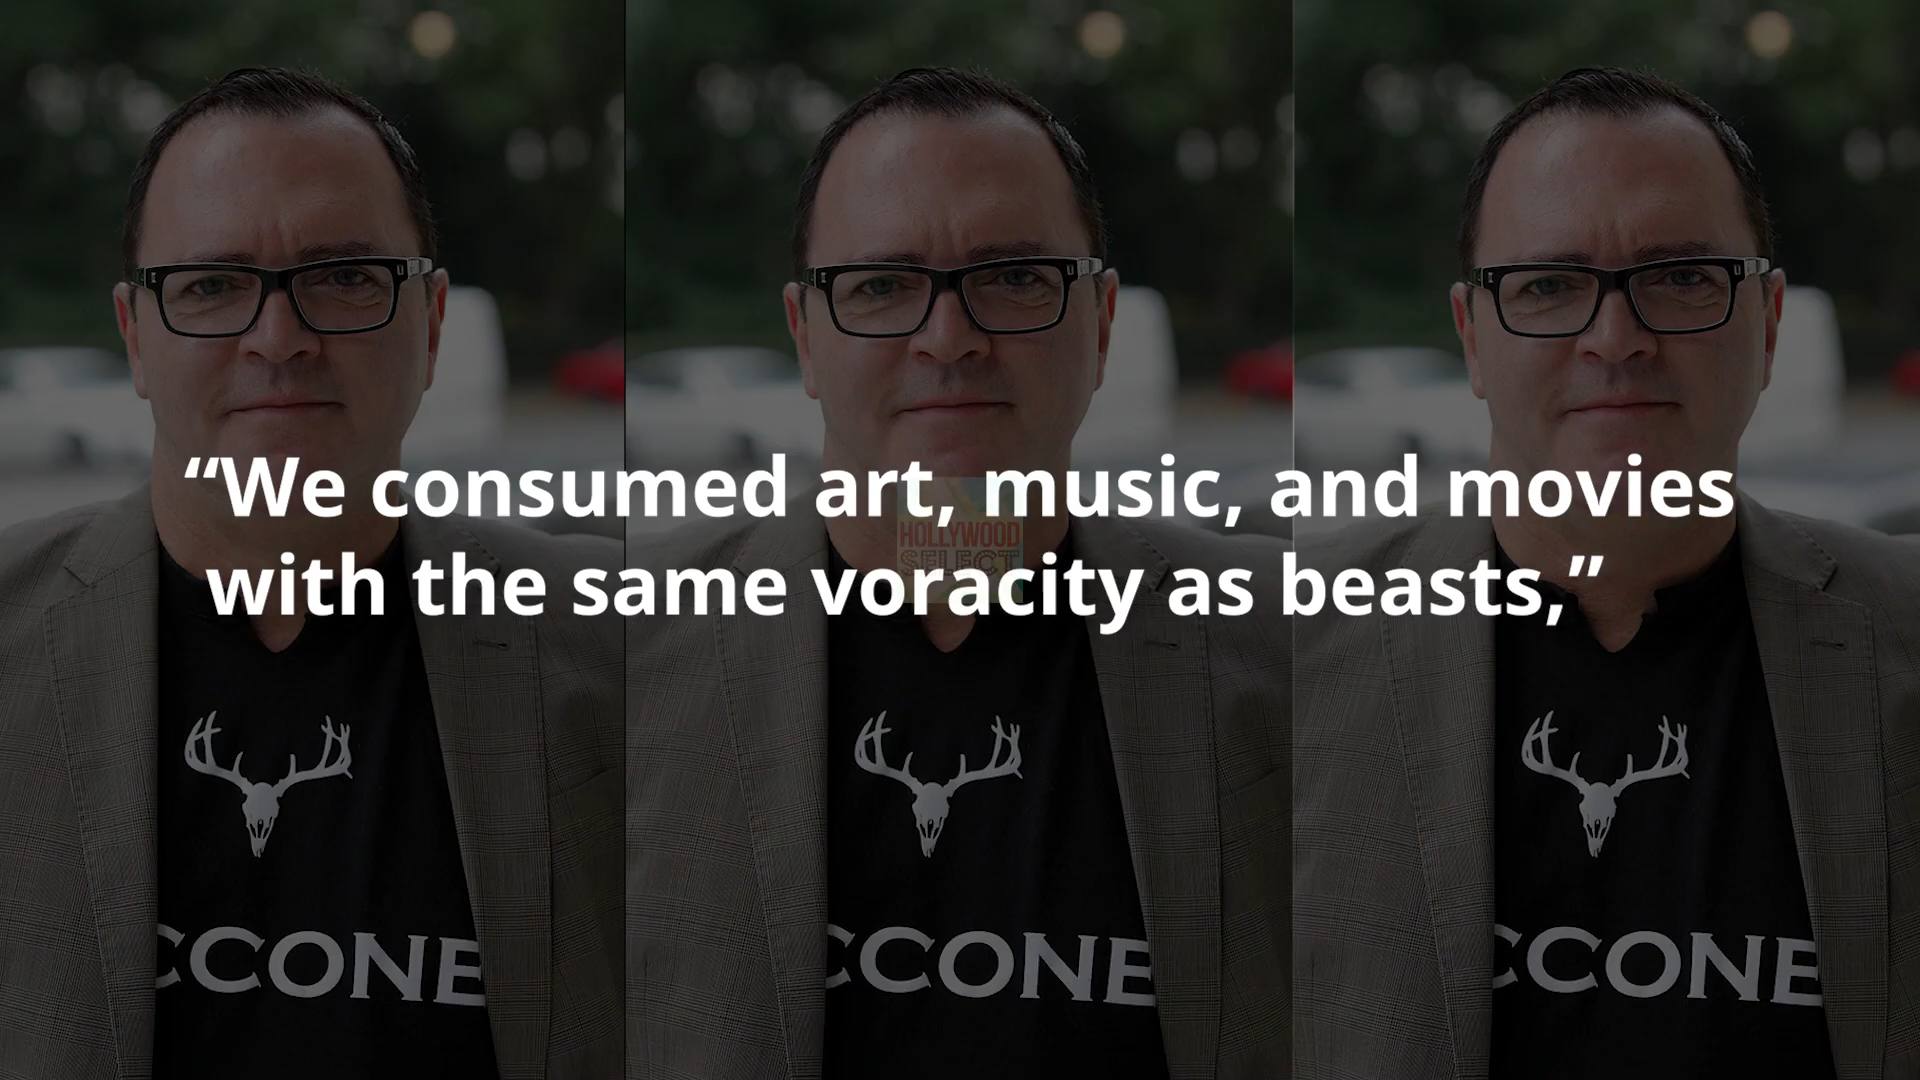 “We consumed art, music, and movies
HOLLYWOOD
SELECT
with the same voracity as beasts,”
CCONE
CCONE
CCONE